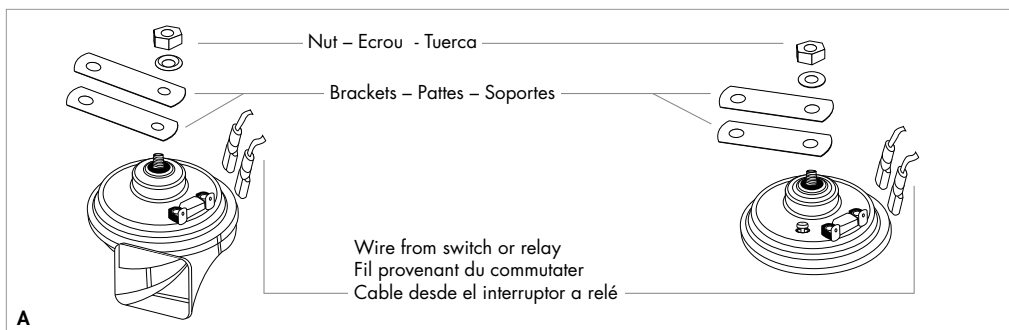 Nut – Ecrou - Tuerca
Brackets – Pattes – Soportes
Wire from switch or relay
Fil provenant du commutater
Cable desde el interruptor a relé
A